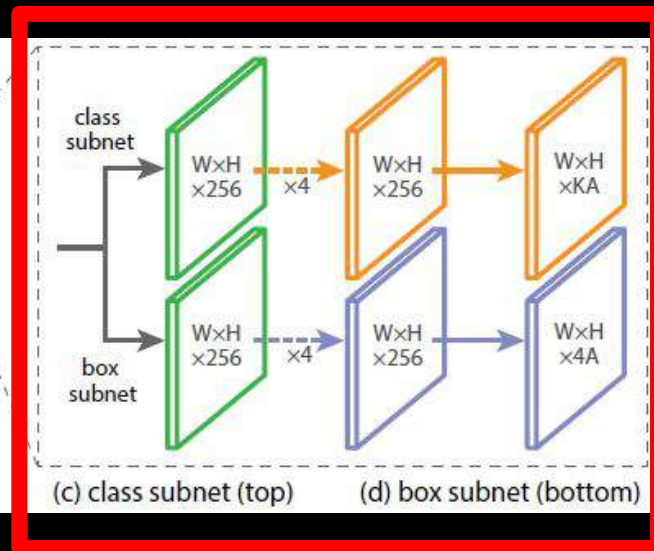 class
subnet
W×H
×256
×4
W×H
×256
W×H
×KA
box
subnet
W×H
×256
×4
W×H
×256
W×H
×4A
(c) class subnet (top) (d) box subnet (bottom)